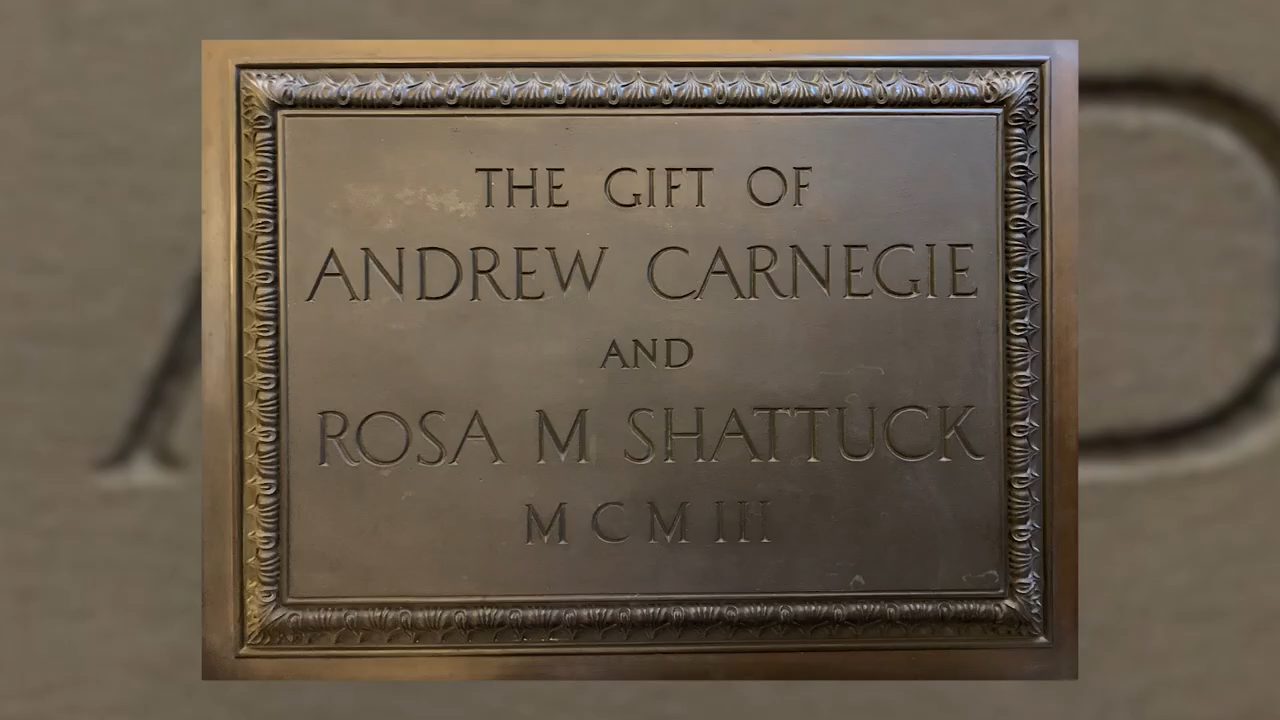 THE GIFT OF
ANDREW CARNEGIE
AND
ROSA M SHATTUCK
MCMIII